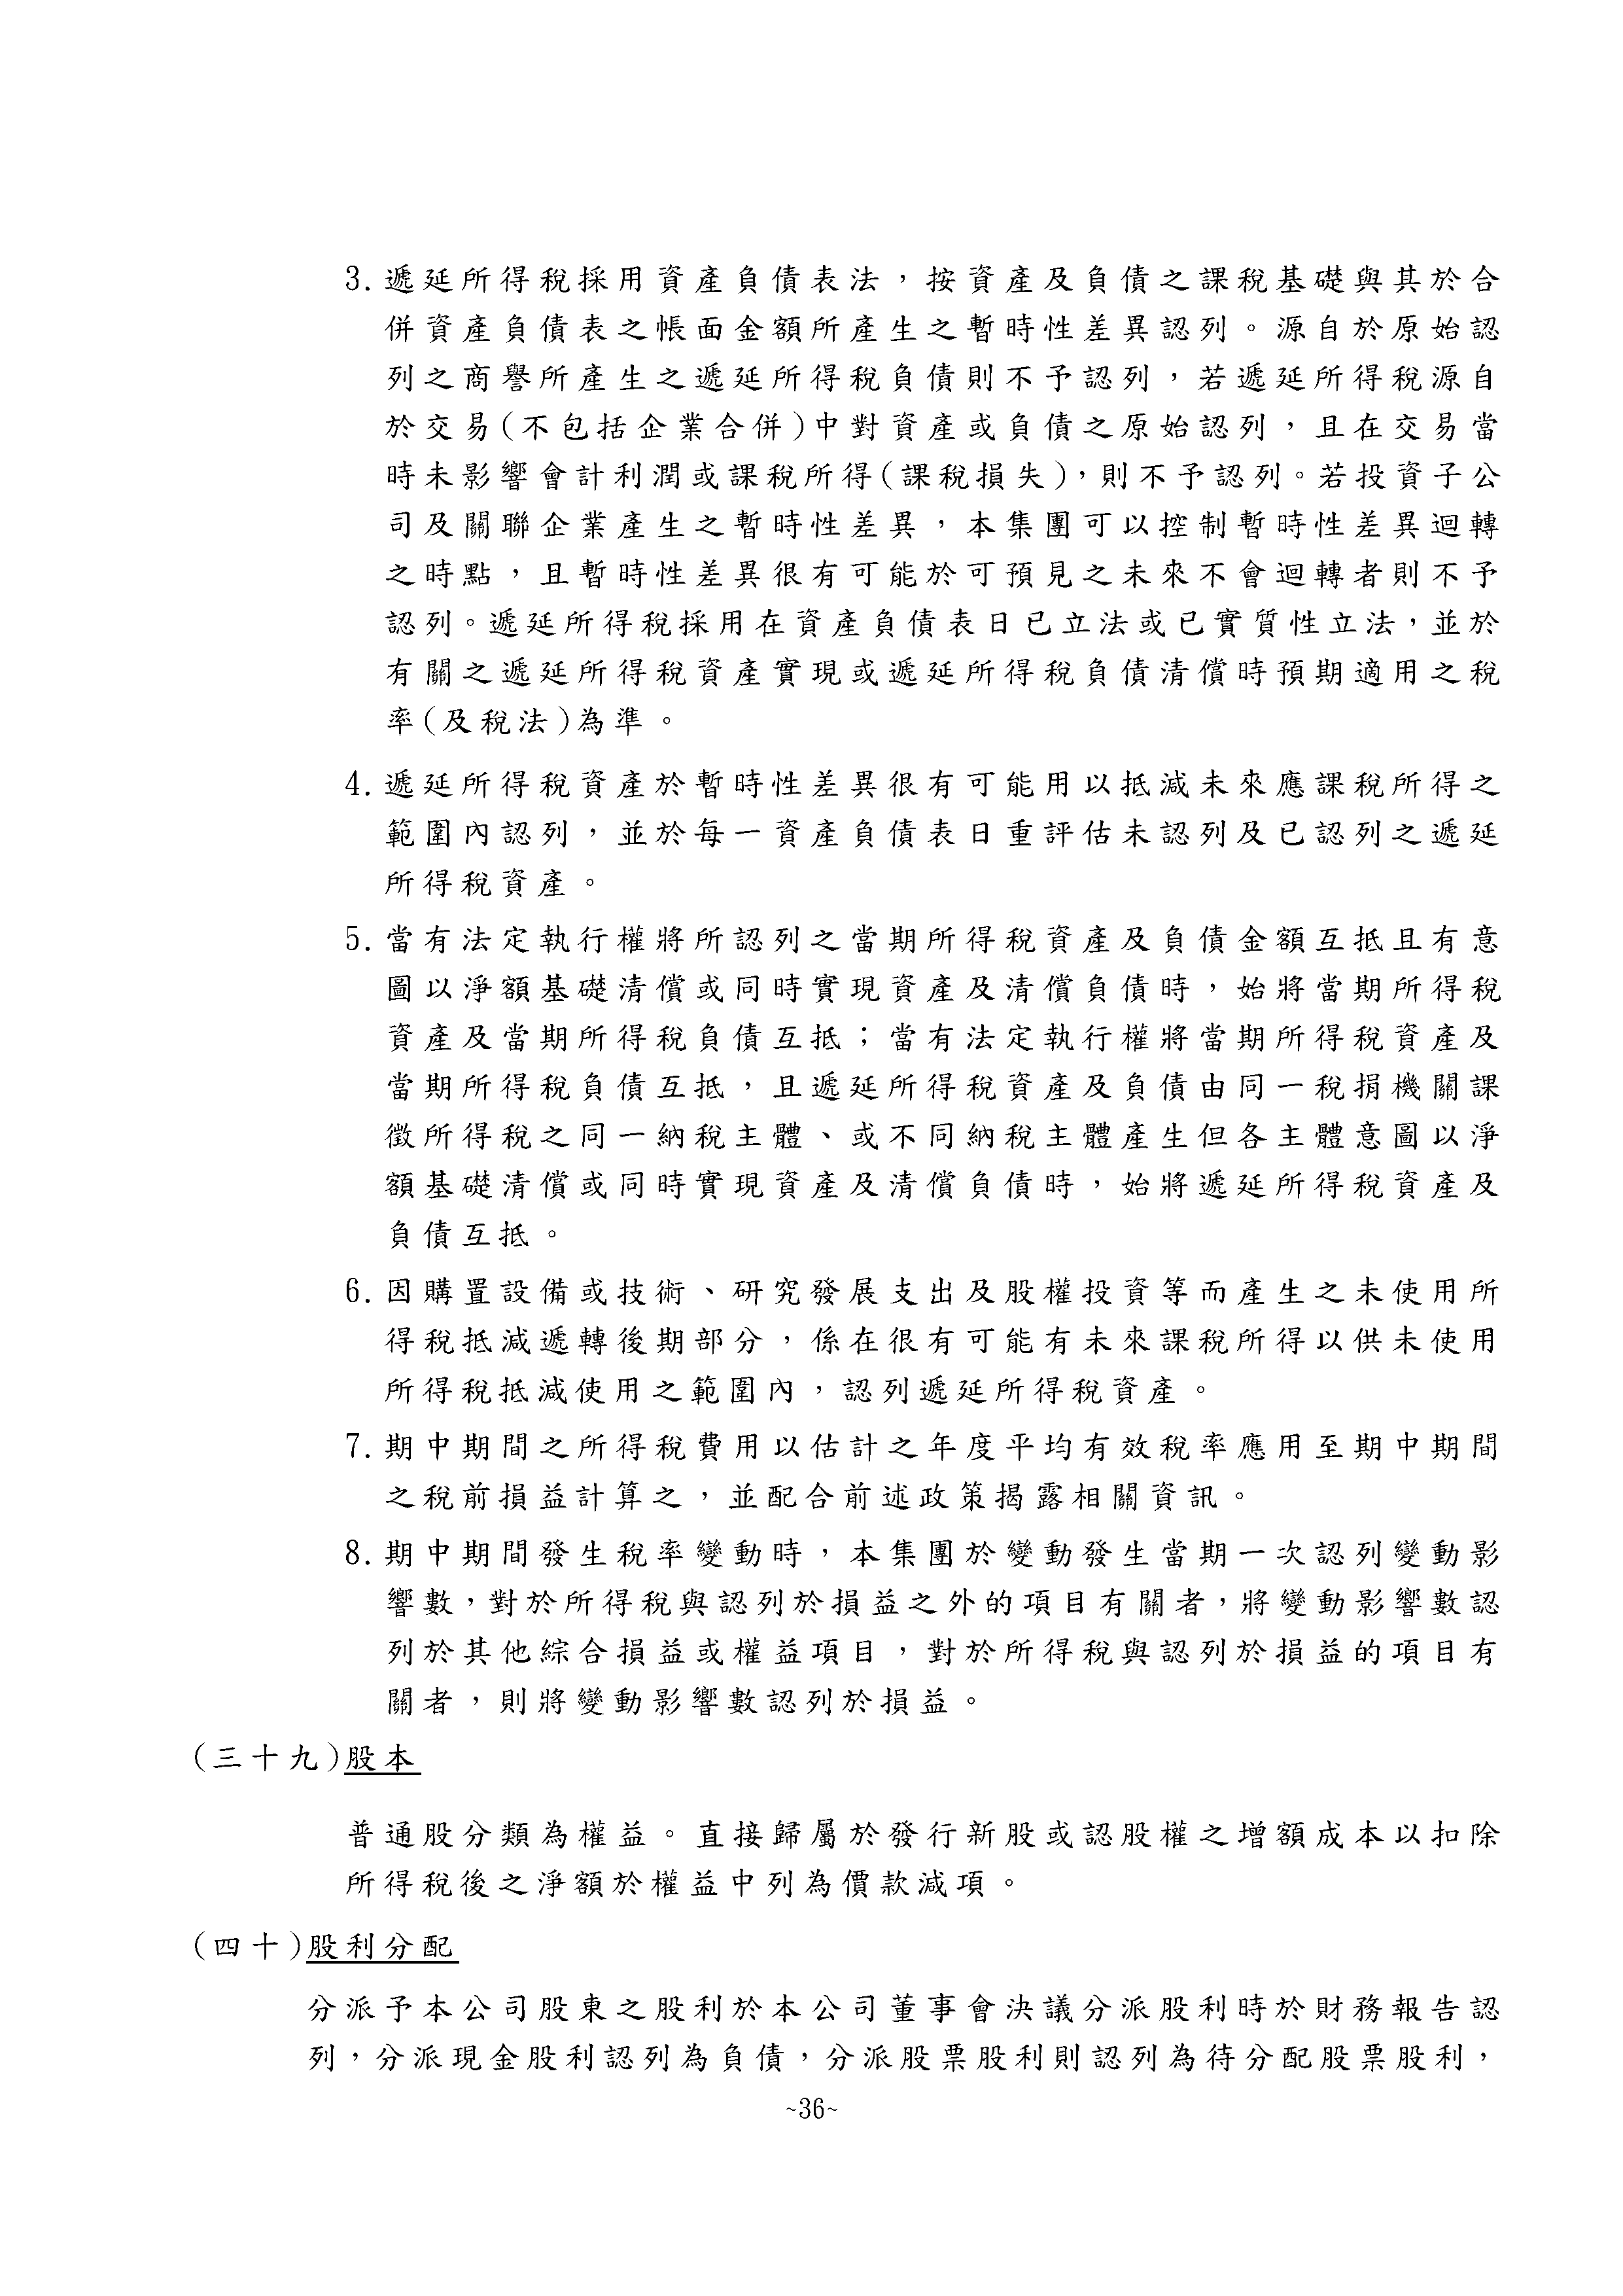 3.遞延所得稅採用資產負債表法，按資產及負債之課稅基礎與其於合
併資產負債表之帳面金額所產生之暫時性差異認列。源自於原始認
列之商譽所產生之遞延所得稅負債則不予認列，若遞延所得稅源自
於交易(不包括企業合併)中對資產或負債之原始認列，且在交易當
時未影響會計利潤或課稅所得(課稅損失)，則不予認列。若投資子公
司及關聯企業產生之暫時性差異，本集團可以控制暫時性差異迴轉
之時點，且暫時性差異很有可能於可預見之未來不會迴轉者則不予
認列。遞延所得稅採用在資產負債表日已立法或已實質性立法，並於
有關之遞延所得稅資產實現或遞延所得稅負債清償時預期適用之稅
率(及稅法)為準。
4.遞延所得稅資產於暫時性差異很有可能用以抵減未來應課稅所得之
範圍內認列，並於每一資產負債表日重評估未認列及已認列之遞延
所得稅資產。
5.當有法定執行權將所認列之當期所得稅資產及負債金額互抵且有意
圖以淨額基礎清償或同時實現資產及清償負債時，始將當期所得稅
資產及當期所得稅負債互抵；當有法定執行權將當期所得稅資產及
當期所得稅負債互抵，且遞延所得稅資產及負債由同一稅捐機關課
徵所得稅之同一納稅主體、或不同納稅主體產生但各主體意圖以淨
額基礎清償或同時實現資產及清償負債時，始將遞延所得稅資產及
負債互抵。
6.因購置設備或技術、研究發展支出及股權投資等而產生之未使用所
得稅抵減遞轉後期部分，係在很有可能有未來課稅所得以供未使用
所得稅抵減使用之範圍內，認列遞延所得稅資產。
7.期中期間之所得稅費用以估計之年度平均有效稅率應用至期中期間
之稅前損益計算之，並配合前述政策揭露相關資訊。
8.期中期間發生稅率變動時，本集團於變動發生當期一次認列變動影
響數，對於所得稅與認列於損益之外的項目有關者，將變動影響數認
列於其他綜合損益或權益項目，對於所得稅與認列於損益的項目有
關者，則將變動影響數認列於損益。
(三十九)股本
普通股分類為權益。直接歸屬於發行新股或認股權之增額成本以扣除
所得稅後之淨額於權益中列為價款減項。
(四十)股利分配
分派予本公司股東之股利於本公司董事會決議分派股利時於財務報告認
列，分派現金股利認列為負債，分派股票股利則認列為待分配股票股利，
~36~